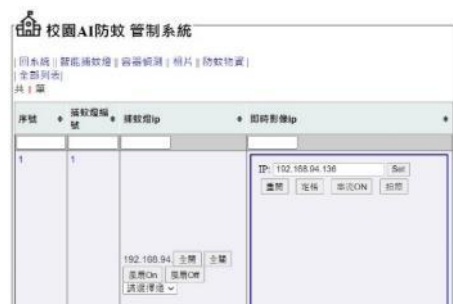 校園AI防蚊 管制系統
|回系統||智能捕蚊燈||容器偵測||相片||防蚊物資|
|全部列表|
共 1 筆
序號 捕蚊燈編號 捕蚊燈ip 即時影像ip
1 1
IP: 192.168.94.136 Set
重開 定格 串流ON 拍照
192.168.94. 全開 全關
風扇On 風扇Off
請選擇燈